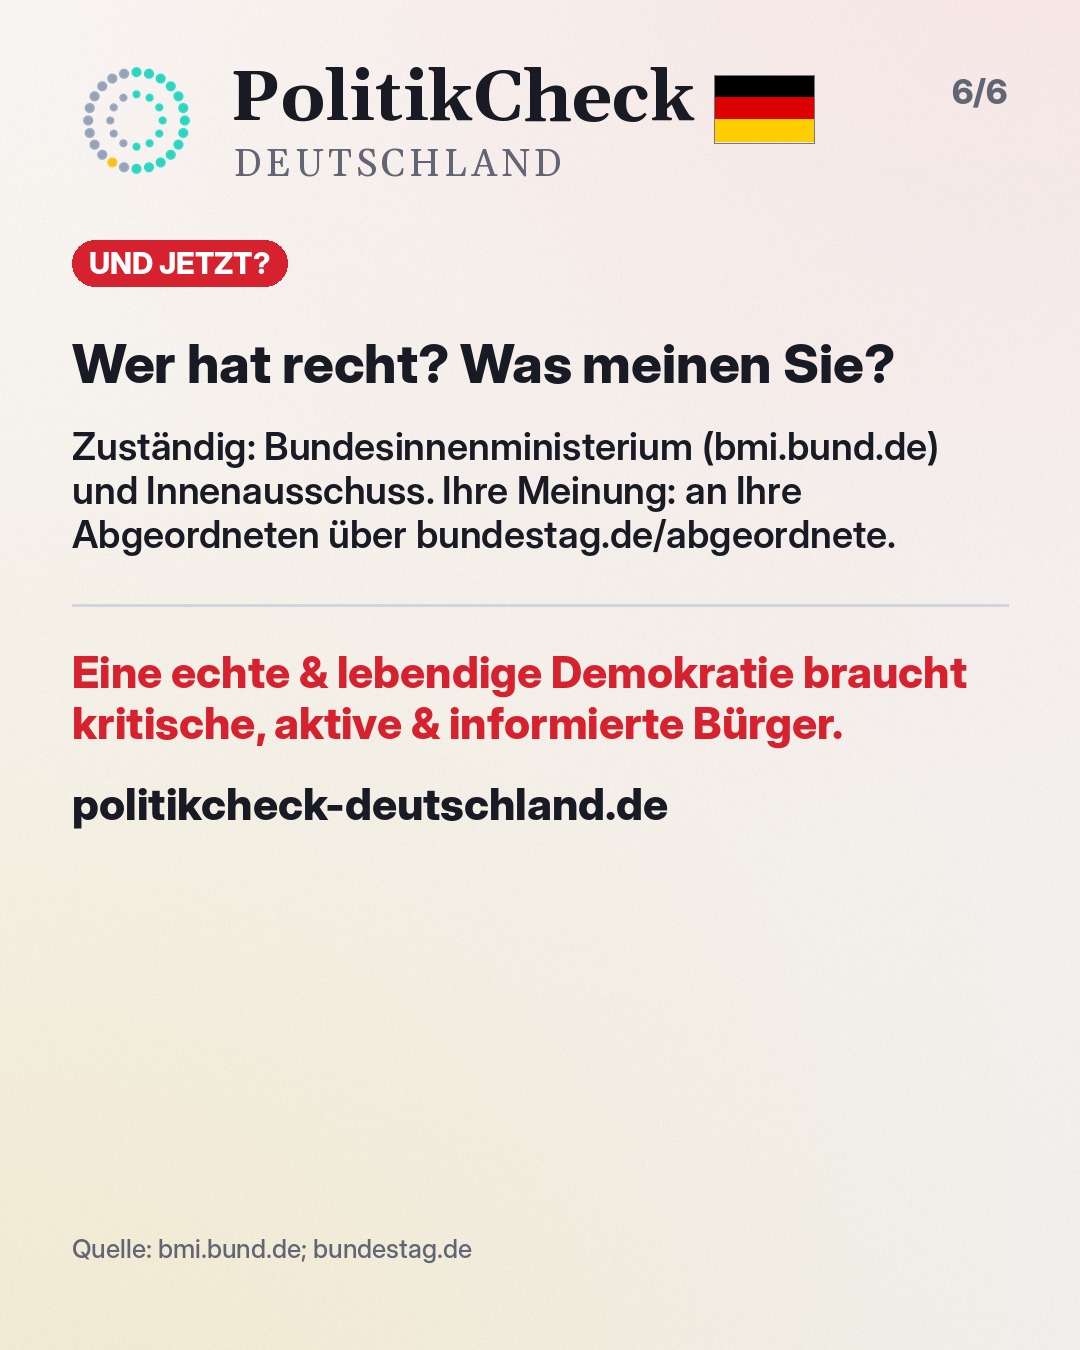 PolitikCheck
DEUTSCHLAND
6/6
UND JETZT?
Wer hat recht? Was meinen Sie?
Zuständig: Bundesinnenministerium (bmi.bund.de)
und Innenausschuss. Ihre Meinung: an Ihre
Abgeordneten über bundestag.de/abgeordnete.
Eine echte & lebendige Demokratie braucht
kritische, aktive & informierte Bürger.
politikcheck-deutschland.de
Quelle: bmi.bund.de; bundestag.de